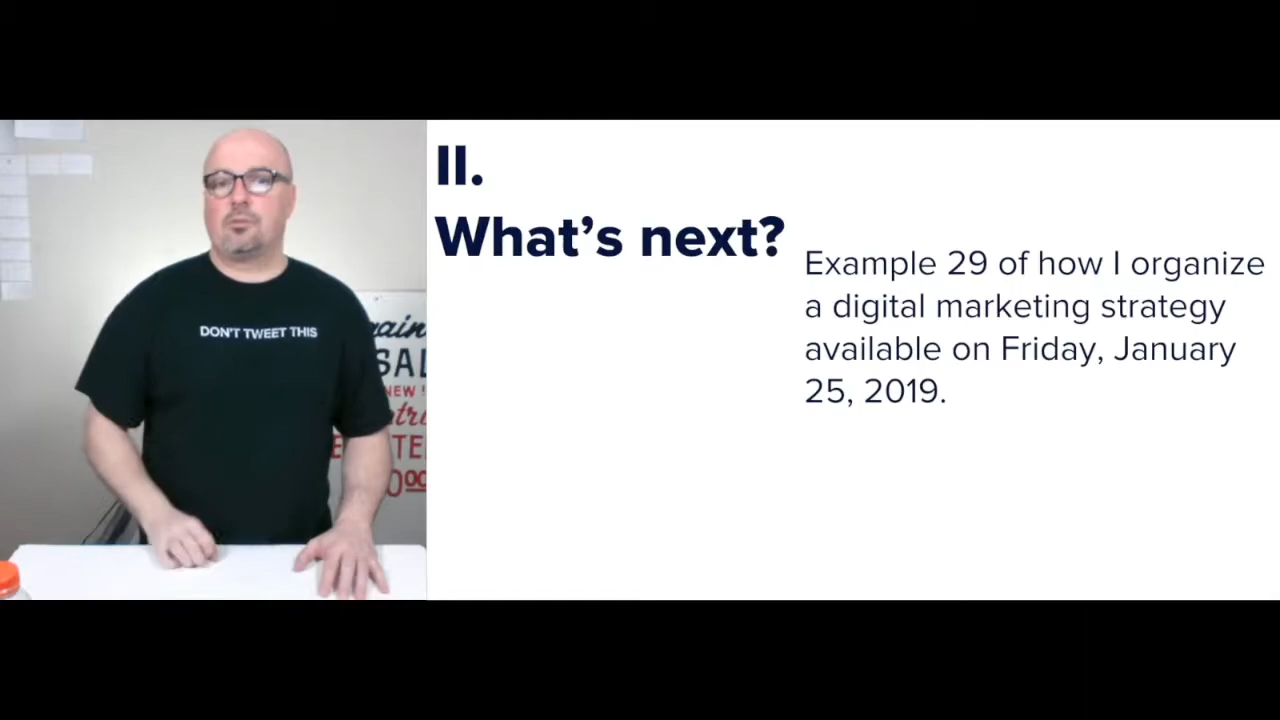 II.
What's next?
Example 29 of how I organize
a digital marketing strategy
available on Friday, January
25, 2019.
DON'T TWEET THIS
NEW !